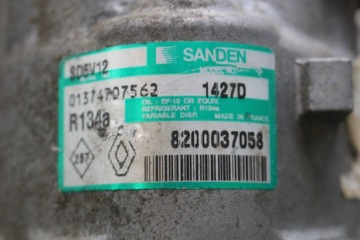 SD6V12
SANDEN
MODEL NO.
01374707562 1427D
R134a
OIL : SP-10 OR EQUIV.
REFRIGERANT : R134a
VARIABLE DISP. MADE IN FRANCE
8200037058